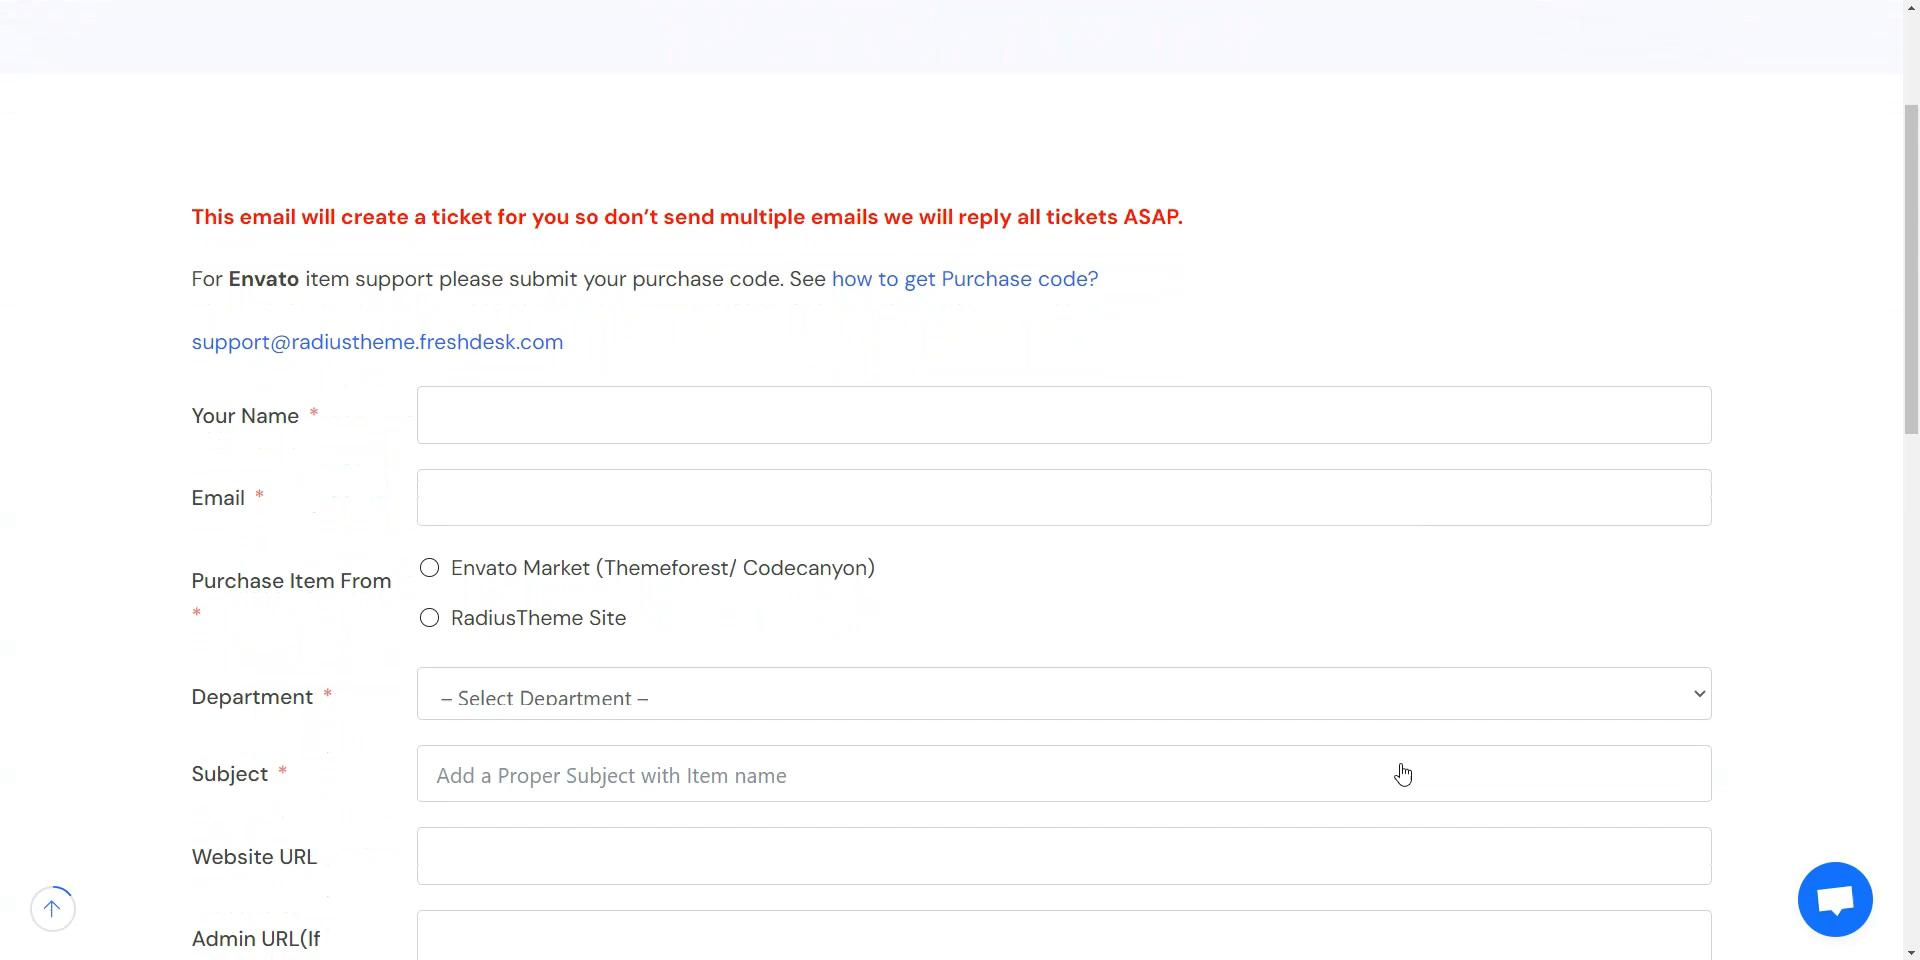 This email will create a ticket for you so don’t send multiple emails we will reply all tickets ASAP.
For Envato item support please submit your purchase code. See how to get Purchase code?
support@radiustheme.freshdesk.com
Your Name *
Email *
Purchase Item From *
Envato Market (Themeforest/ Codecanyon)
RadiusTheme Site
Department *
– Select Department –
Subject *
Add a Proper Subject with Item name
Website URL
Admin URL(If